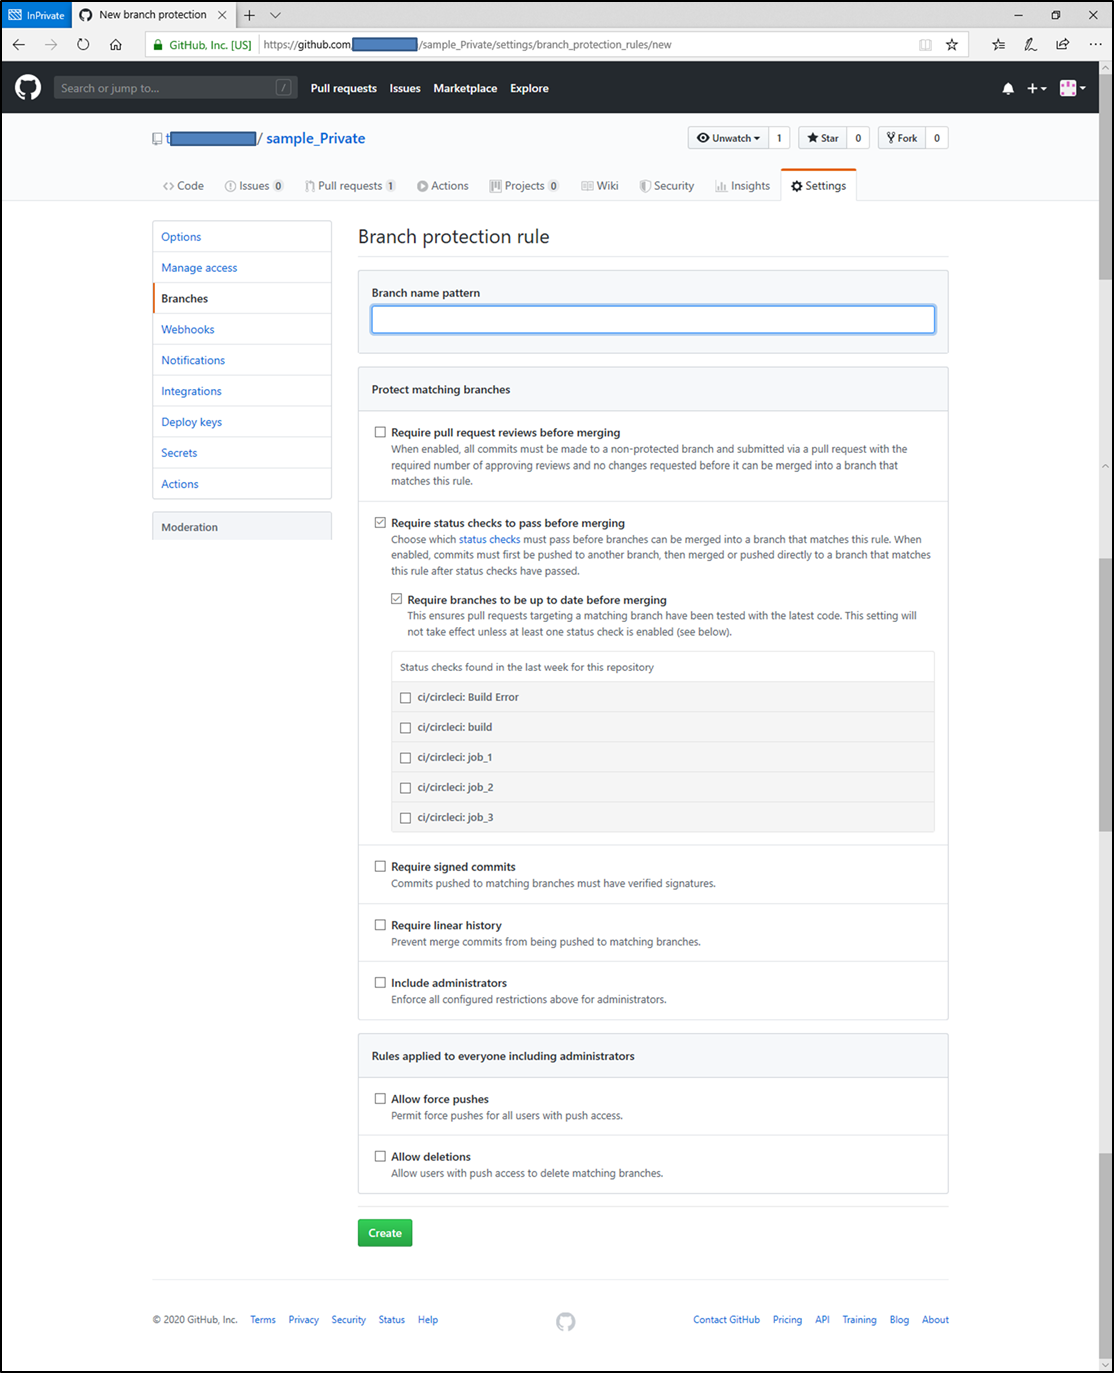 InPrivate
New branch protection
GitHub, Inc. [US]
https://github.com
/sample_Private/settings/branch_protection_rules/new
Search or jump to...
/
Pull requests
Issues
Marketplace
Explore
t
/ sample_Private
Unwatch
1
Star
0
Fork
0
Code
Issues 0
Pull requests 1
Actions
Projects 0
Wiki
Security
Insights
Settings
Options
Manage access
Branches
Webhooks
Notifications
Integrations
Deploy keys
Secrets
Actions
Moderation
Branch protection rule
Branch name pattern
Protect matching branches
Require pull request reviews before merging
When enabled, all commits must be made to a non-protected branch and submitted via a pull request with the
required number of approving reviews and no changes requested before it can be merged into a branch that
matches this rule.
Require status checks to pass before merging
Choose which status checks must pass before branches can be merged into a branch that matches this rule. When
enabled, commits must first be pushed to another branch, then merged or pushed directly to a branch that matches
this rule after status checks have passed.
Require branches to be up to date before merging
This ensures pull requests targeting a matching branch have been tested with the latest code. This setting will
not take effect unless at least one status check is enabled (see below).
Status checks found in the last week for this repository
ci/circleci: Build Error
ci/circleci: build
ci/circleci: job_1
ci/circleci: job_2
ci/circleci: job_3
Require signed commits
Commits pushed to matching branches must have verified signatures.
Require linear history
Prevent merge commits from being pushed to matching branches.
Include administrators
Enforce all configured restrictions above for administrators.
Rules applied to everyone including administrators
Allow force pushes
Permit force pushes for all users with push access.
Allow deletions
Allow users with push access to delete matching branches.
Create
© 2020 GitHub, Inc.
Terms
Privacy
Security
Status
Help
Contact GitHub
Pricing
API
Training
Blog
About